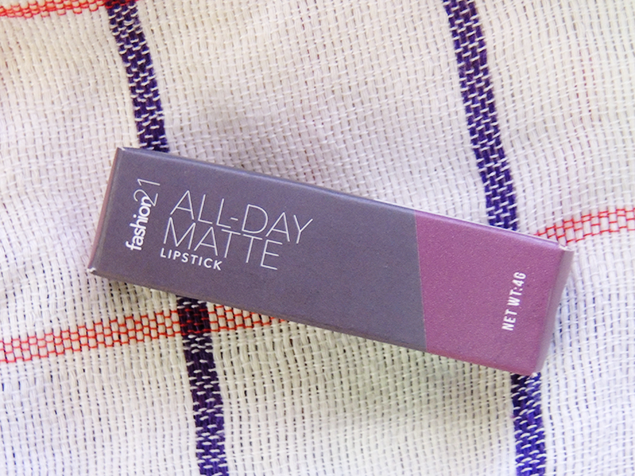 fashion21
ALL-DAY
MATTE
LIPSTICK
NET WT:4G